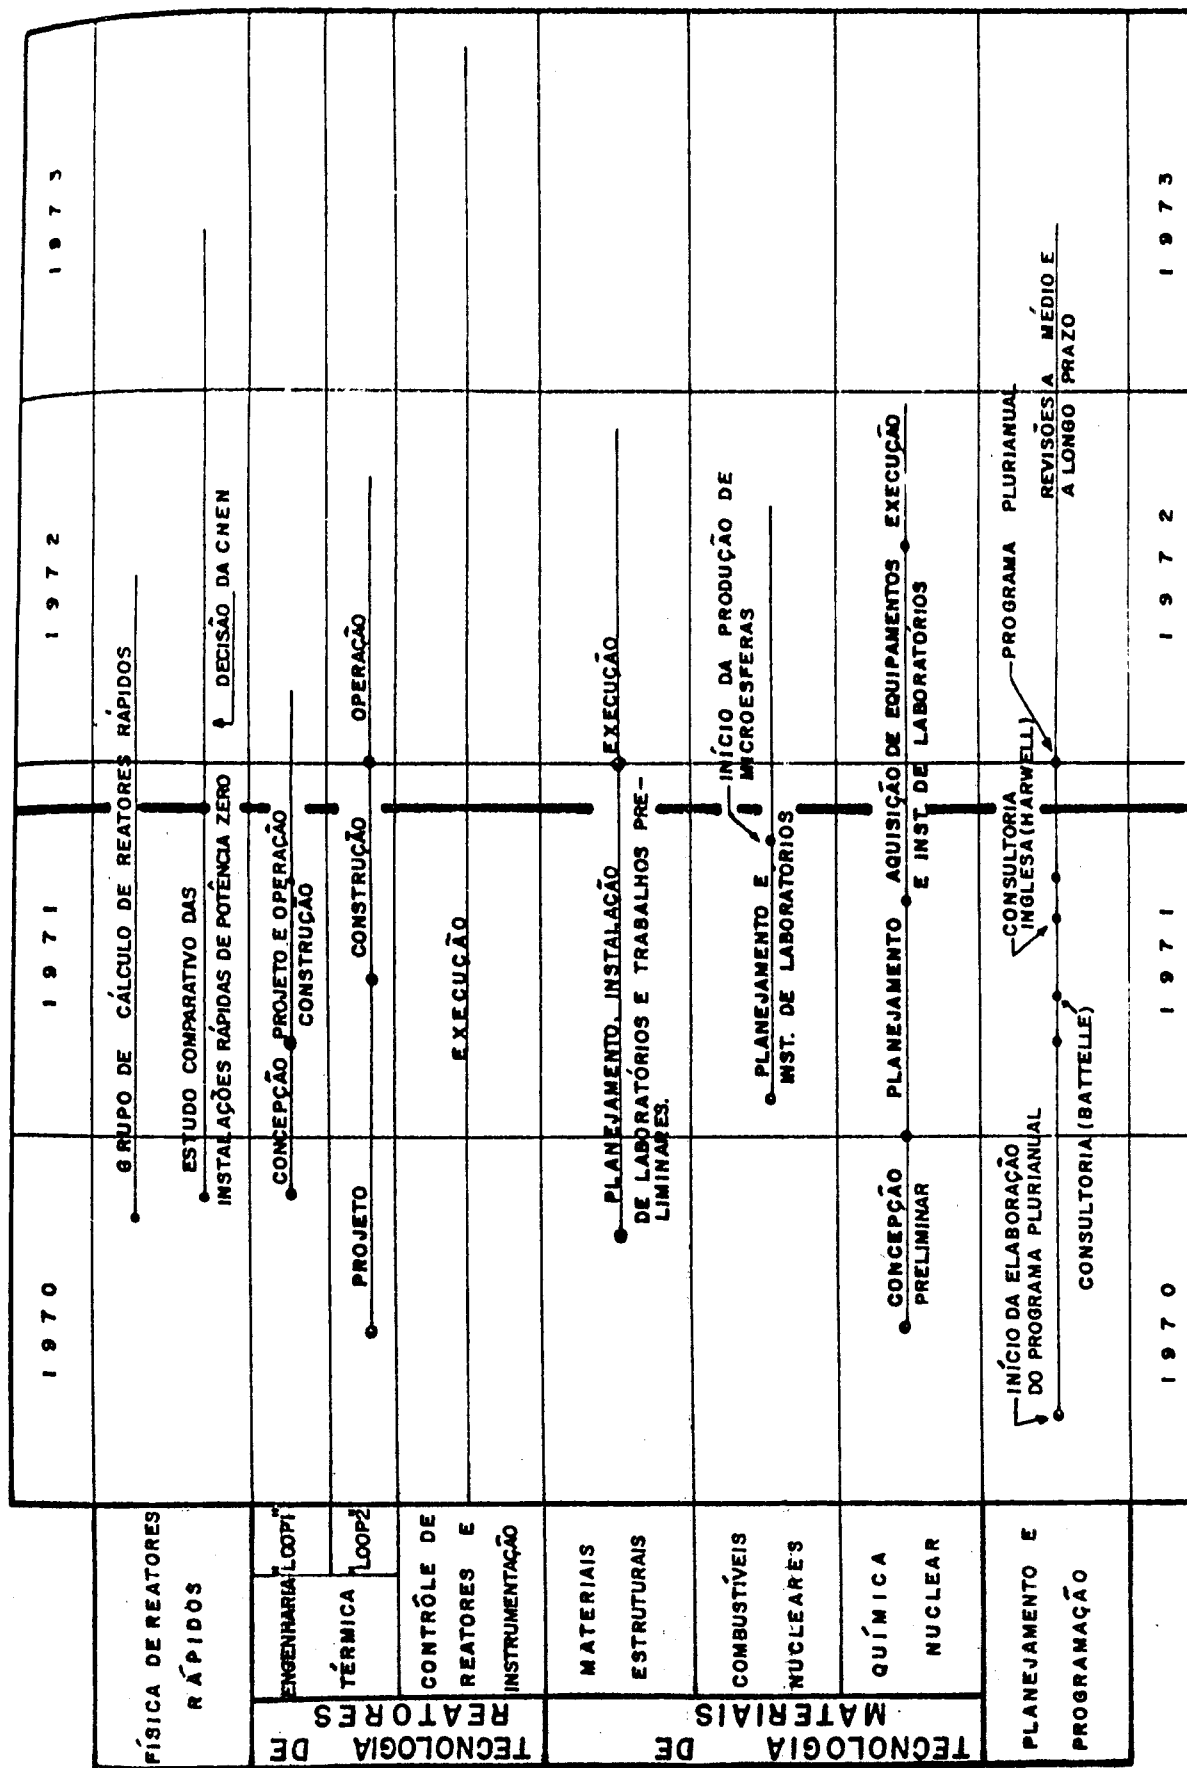 1970 1971 1972 1973
FÍSICA DE REATORES
RÁPIDOS
GRUPO DE CÁLCULO DE REATORES RÁPIDOS
ESTUDO COMPARATIVO DAS
INSTALAÇÕES RÁPIDAS DE POTÊNCIA ZERO
DECISÃO DA CNEN
TECNOLOGIA DE
REATORES
ENGENHARIA
TÉRMICA
"LOOP1"
CONCEPÇÃO PROJETO E OPERAÇÃO
CONSTRUÇÃO
"LOOP2"
PROJETO CONSTRUÇÃO OPERAÇÃO
CONTRÔLE DE
REATORES E
INSTRUMENTAÇÃO
EXECUÇÃO
TECNOLOGIA DE
MATERIAIS
MATERIAIS
ESTRUTURAIS
PLANEJAMENTO, INSTALAÇÃO EXECUÇÃO
DE LABORATÓRIOS E TRABALHOS PRE-
LIMINARES.
COMBUSTÍVEIS
NUCLEARES
INÍCIO DA PRODUÇÃO DE
MICROESFERAS
PLANEJAMENTO E
INST. DE LABORATORIOS
QUÍMICA
NUCLEAR
CONCEPÇÃO PLANEJAMENTO AQUISIÇÃO DE EQUIPAMENTOS EXECUÇÃO
PRELIMINAR E INST. DE LABORATÓRIOS
PLANEJAMENTO E
PROGRAMAÇÃO
INÍCIO DA ELABORAÇÃO
DO PROGRAMA PLURIANUAL
CONSULTORIA (BATTELLE)
CONSULTORIA
INGLESA (HARWELL)
PROGRAMA PLURIANUAL
REVISÕES A MÉDIO E
A LONGO PRAZO
1970 1971 1972 1973